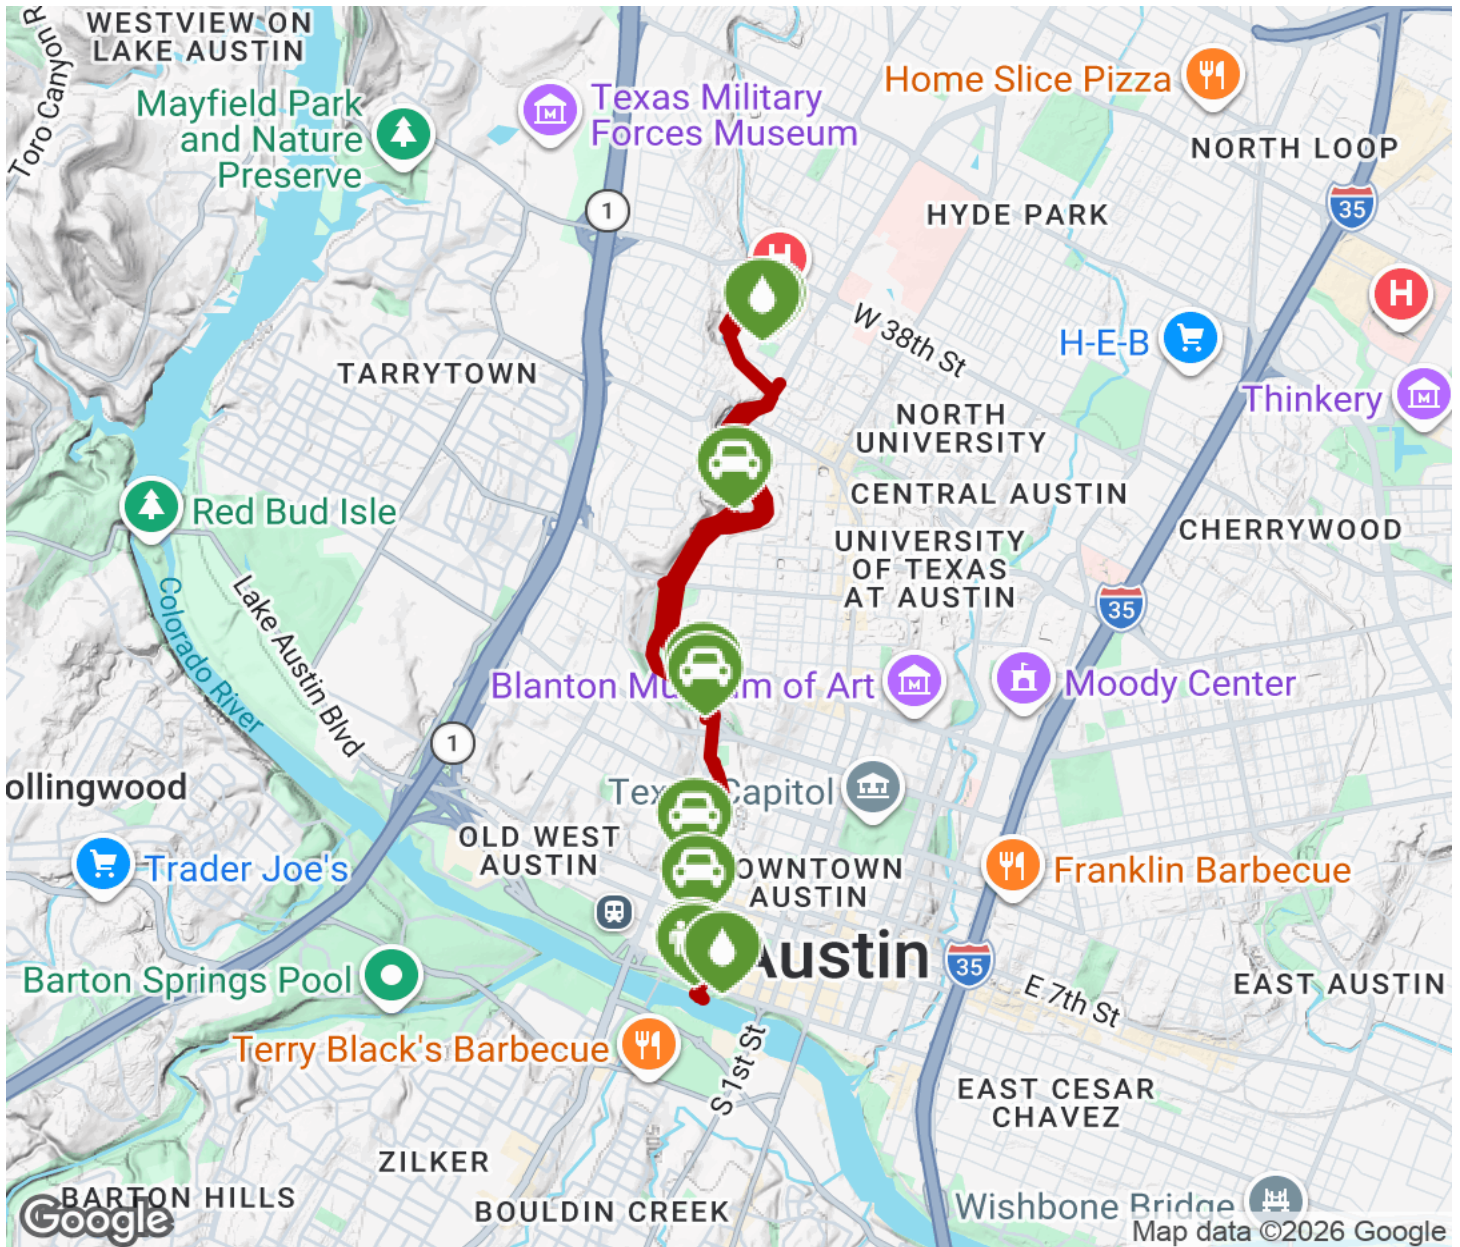 WESTVIEW ON
LAKE AUSTIN
Toro Canyon R
Mayfield Park
and Nature
Preserve
Texas Military
Forces Museum
Home Slice Pizza
NORTH LOOP
1
35
HYDE PARK
H
H
W 38th St
H-E-B
TARRYTOWN
Thinkery
NORTH
UNIVERSITY
CENTRAL AUSTIN
Red Bud Isle
CHERRYWOOD
UNIVERSITY
OF TEXAS
AT AUSTIN
35
Colorado River
Lake Austin Blvd
Blanton M m of Art
Moody Center
1
ollingwood
Tex Capitol
OLD WEST
AUSTIN
Trader Joe's
OWNTOWN
AUSTIN
Franklin Barbecue
Austin
35
Barton Springs Pool
E 7th St
EAST AUSTIN
Terry Black's Barbecue
S 1st St
EAST CESAR
CHAVEZ
ZILKER
BARTON HILLS
BOULDIN CREEK
Wishbone Bridge
Google
Map data ©2026 Google